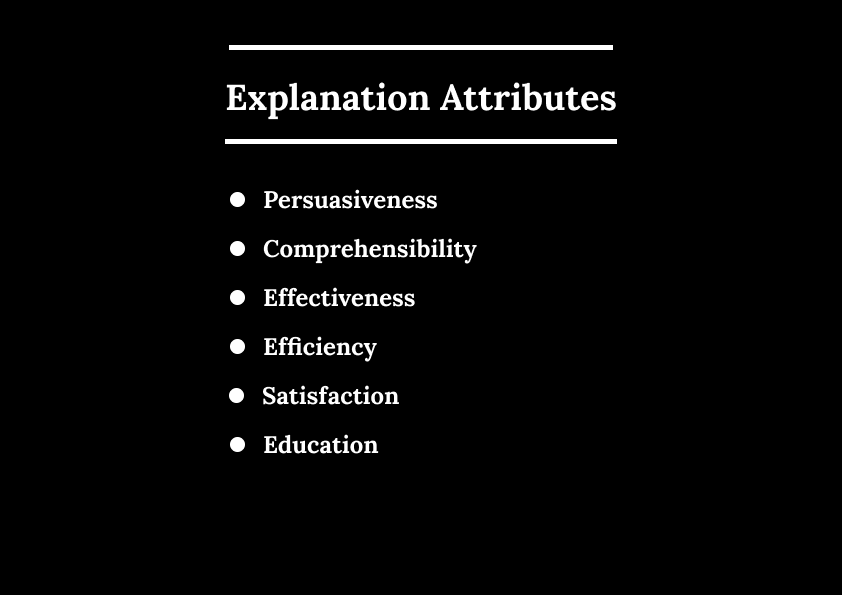 Explanation Attributes
Persuasiveness
Comprehensibility
Effectiveness
Efficiency
Satisfaction
Education